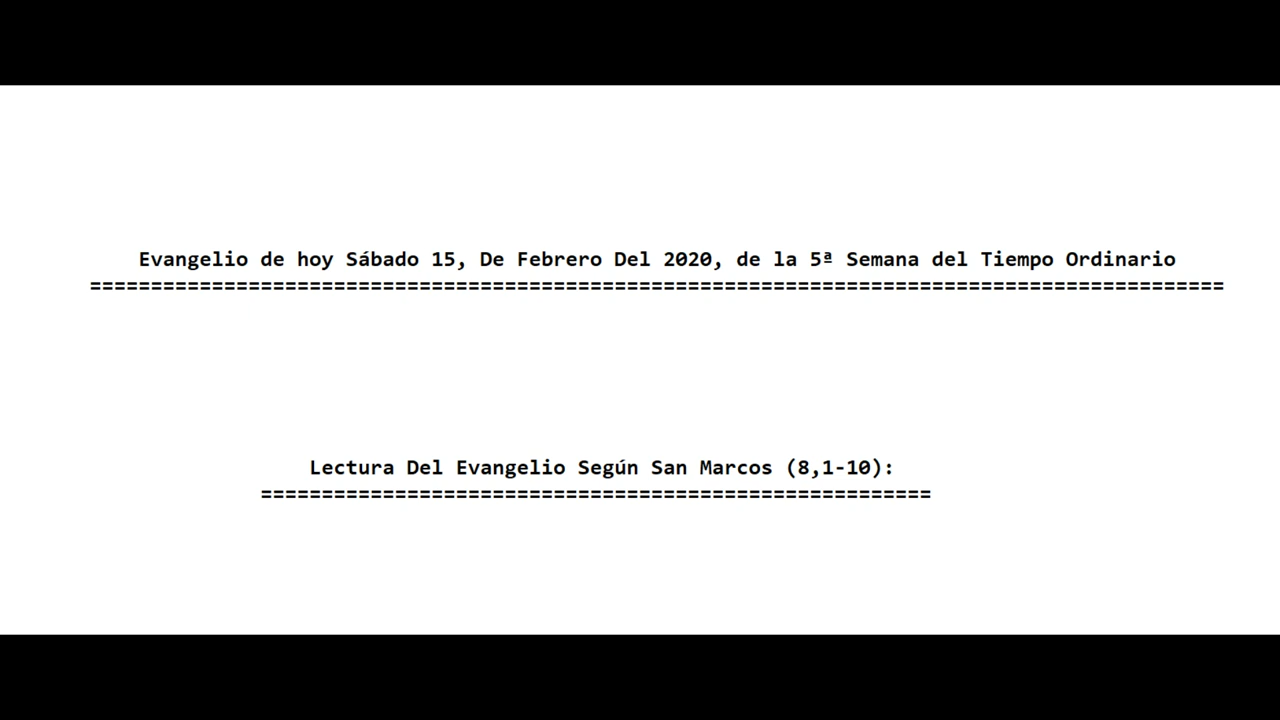 Evangelio de hoy Sábado 15, De Febrero Del 2020, de la 5ª Semana del Tiempo Ordinario
=============================================================================================
Lectura Del Evangelio Según San Marcos (8,1-10):
=======================================================